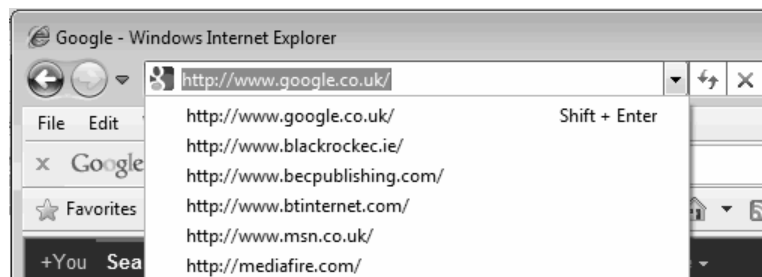 Google - Windows Internet Explorer
http://www.google.co.uk/
http://www.google.co.uk/ Shift + Enter
File Edit
http://www.blackrockec.ie/
x Google
http://www.becpublishing.com/
Favorites
http://www.btinternet.com/
http://www.msn.co.uk/
+You Sea
http://mediafire.com/